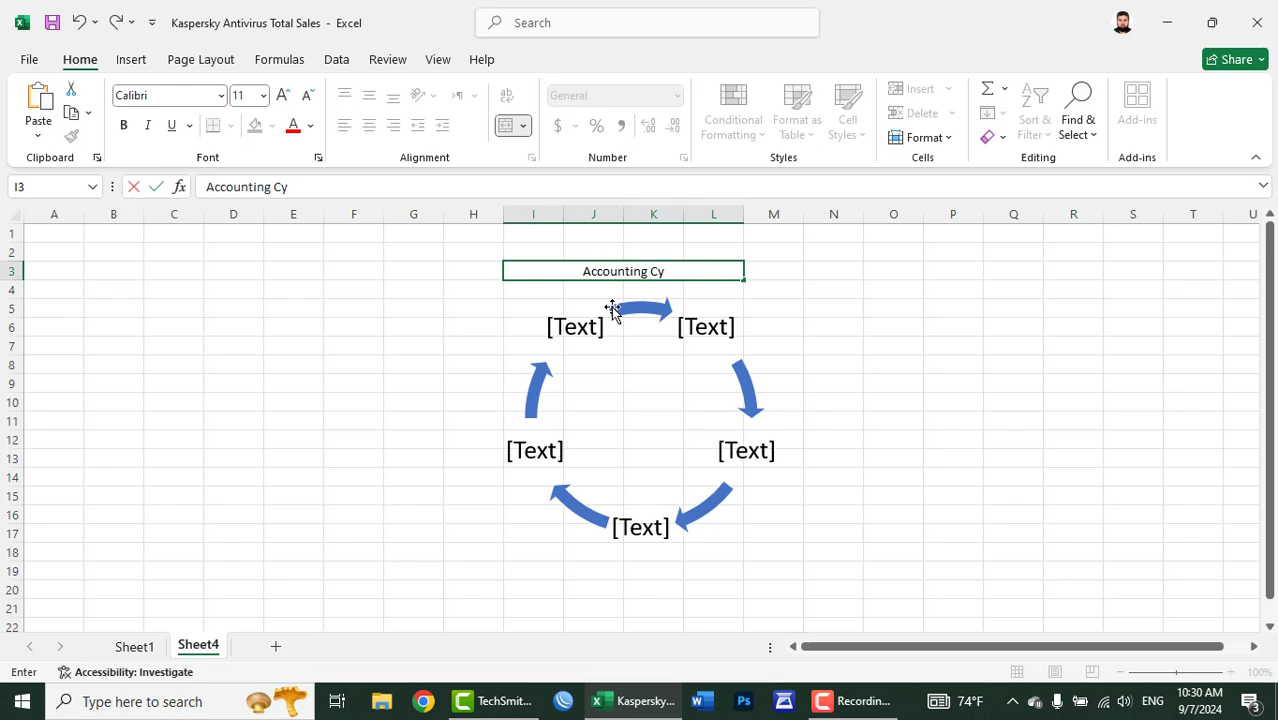 Kaspersky Antivirus Total Sales - Excel
Search
File Home Insert Page Layout Formulas Data Review View Help
Share
Paste
Calibri
11
General
Conditional Formatting
Format as Table
Cell Styles
Insert
Delete
Format
Sort & Filter
Find & Select
Add-ins
Clipboard Font Alignment Number Styles Cells Editing Add-ins
I3
Accounting Cy
A B C D E F G H I J K L M N O P Q R S T U
1
2
3 Accounting Cy
4
5
6 [Text] [Text]
7
8
9
10
11
12
13 [Text] [Text]
14
15
16
17 [Text]
18
19
20
21
22
Sheet1 Sheet4
Enter Accessibility: Investigate 100%
Type here to search TechSmit... Kaspersky... Recordin... 74°F ENG 10:30 AM
9/7/2024 3